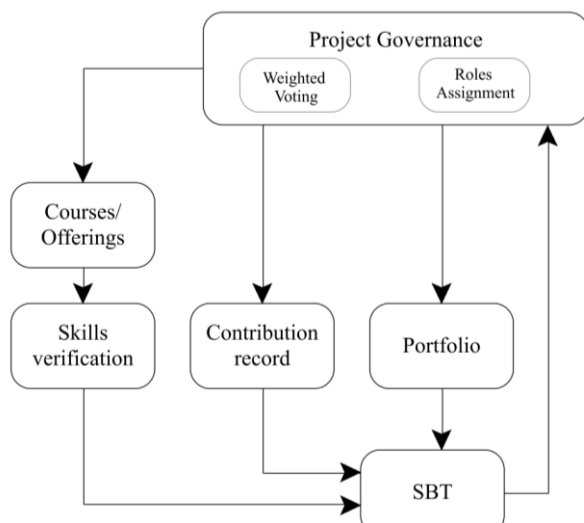 Project Governance
Weighted
Voting
Roles
Assignment
Courses/
Offerings
Skills
verification
Contribution
record
Portfolio
SBT